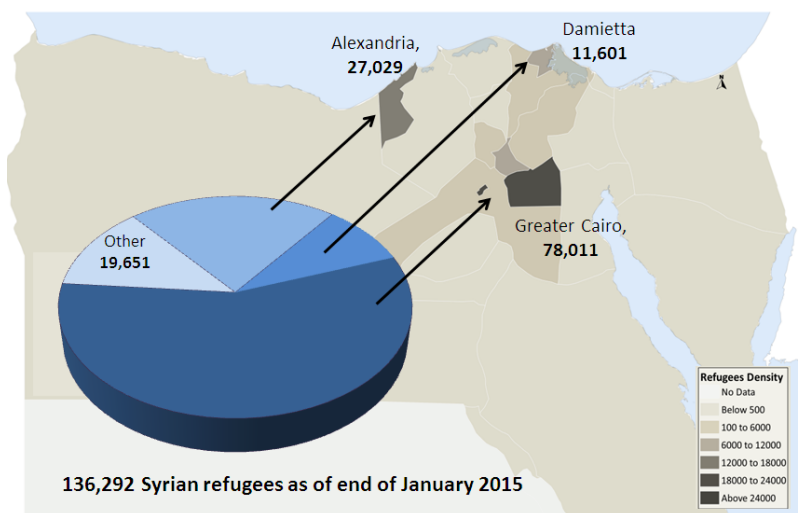 Alexandria,
27,029
Damietta
11,601
N
Other
19,651
Greater Cairo,
78,011
Refugees Density
No Data
Below 500
100 to 6000
6000 to 12000
12000 to 18000
18000 to 24000
Above 24000
136,292 Syrian refugees as of end of January 2015